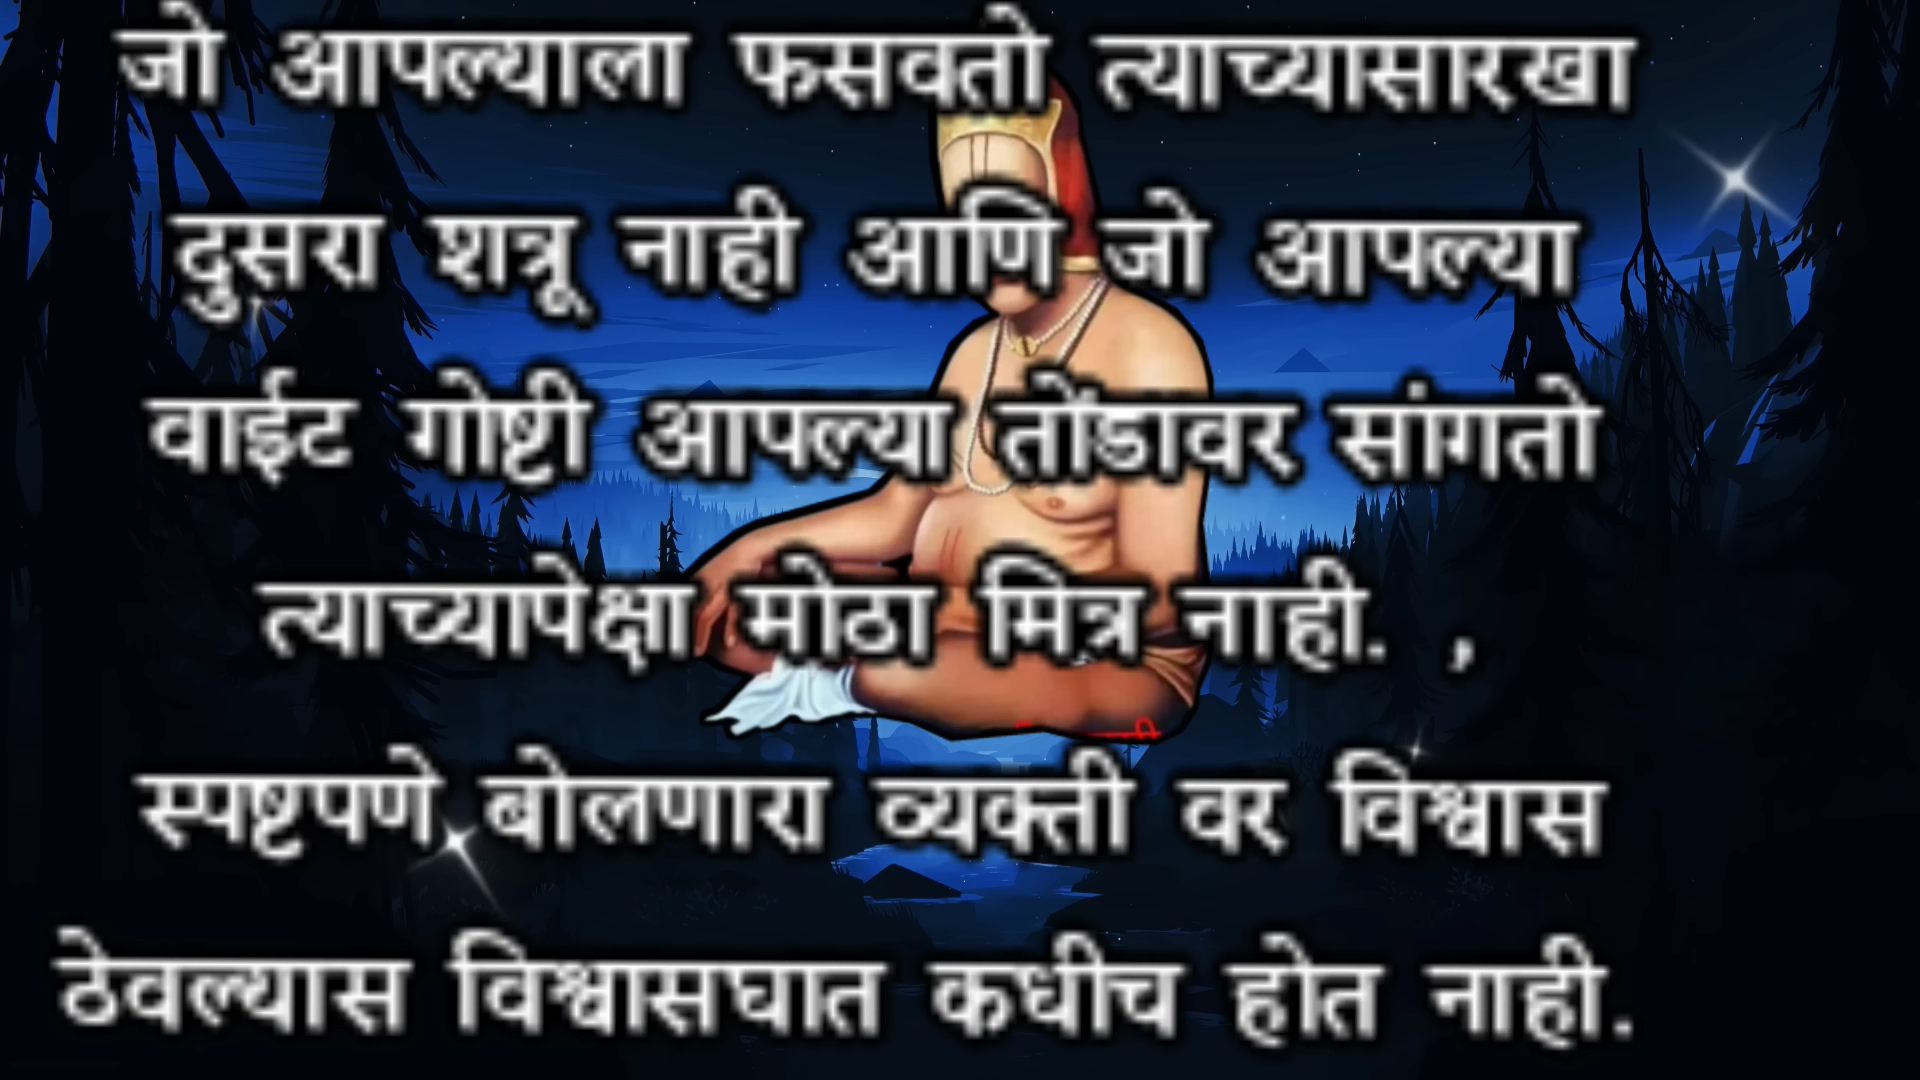 जो आपल्याला फसवतो त्याच्यासारखा
दुसरा शत्रू नाही आणि जो आपल्या
वाईट गोष्टी आपल्या तोंडावर सांगतो
त्याच्यापेक्षा मोठा मित्र नाही. ,
स्पष्टपणे बोलणारा व्यक्ती वर विश्वास
ठेवल्यास विश्वासघात कधीच होत नाही.